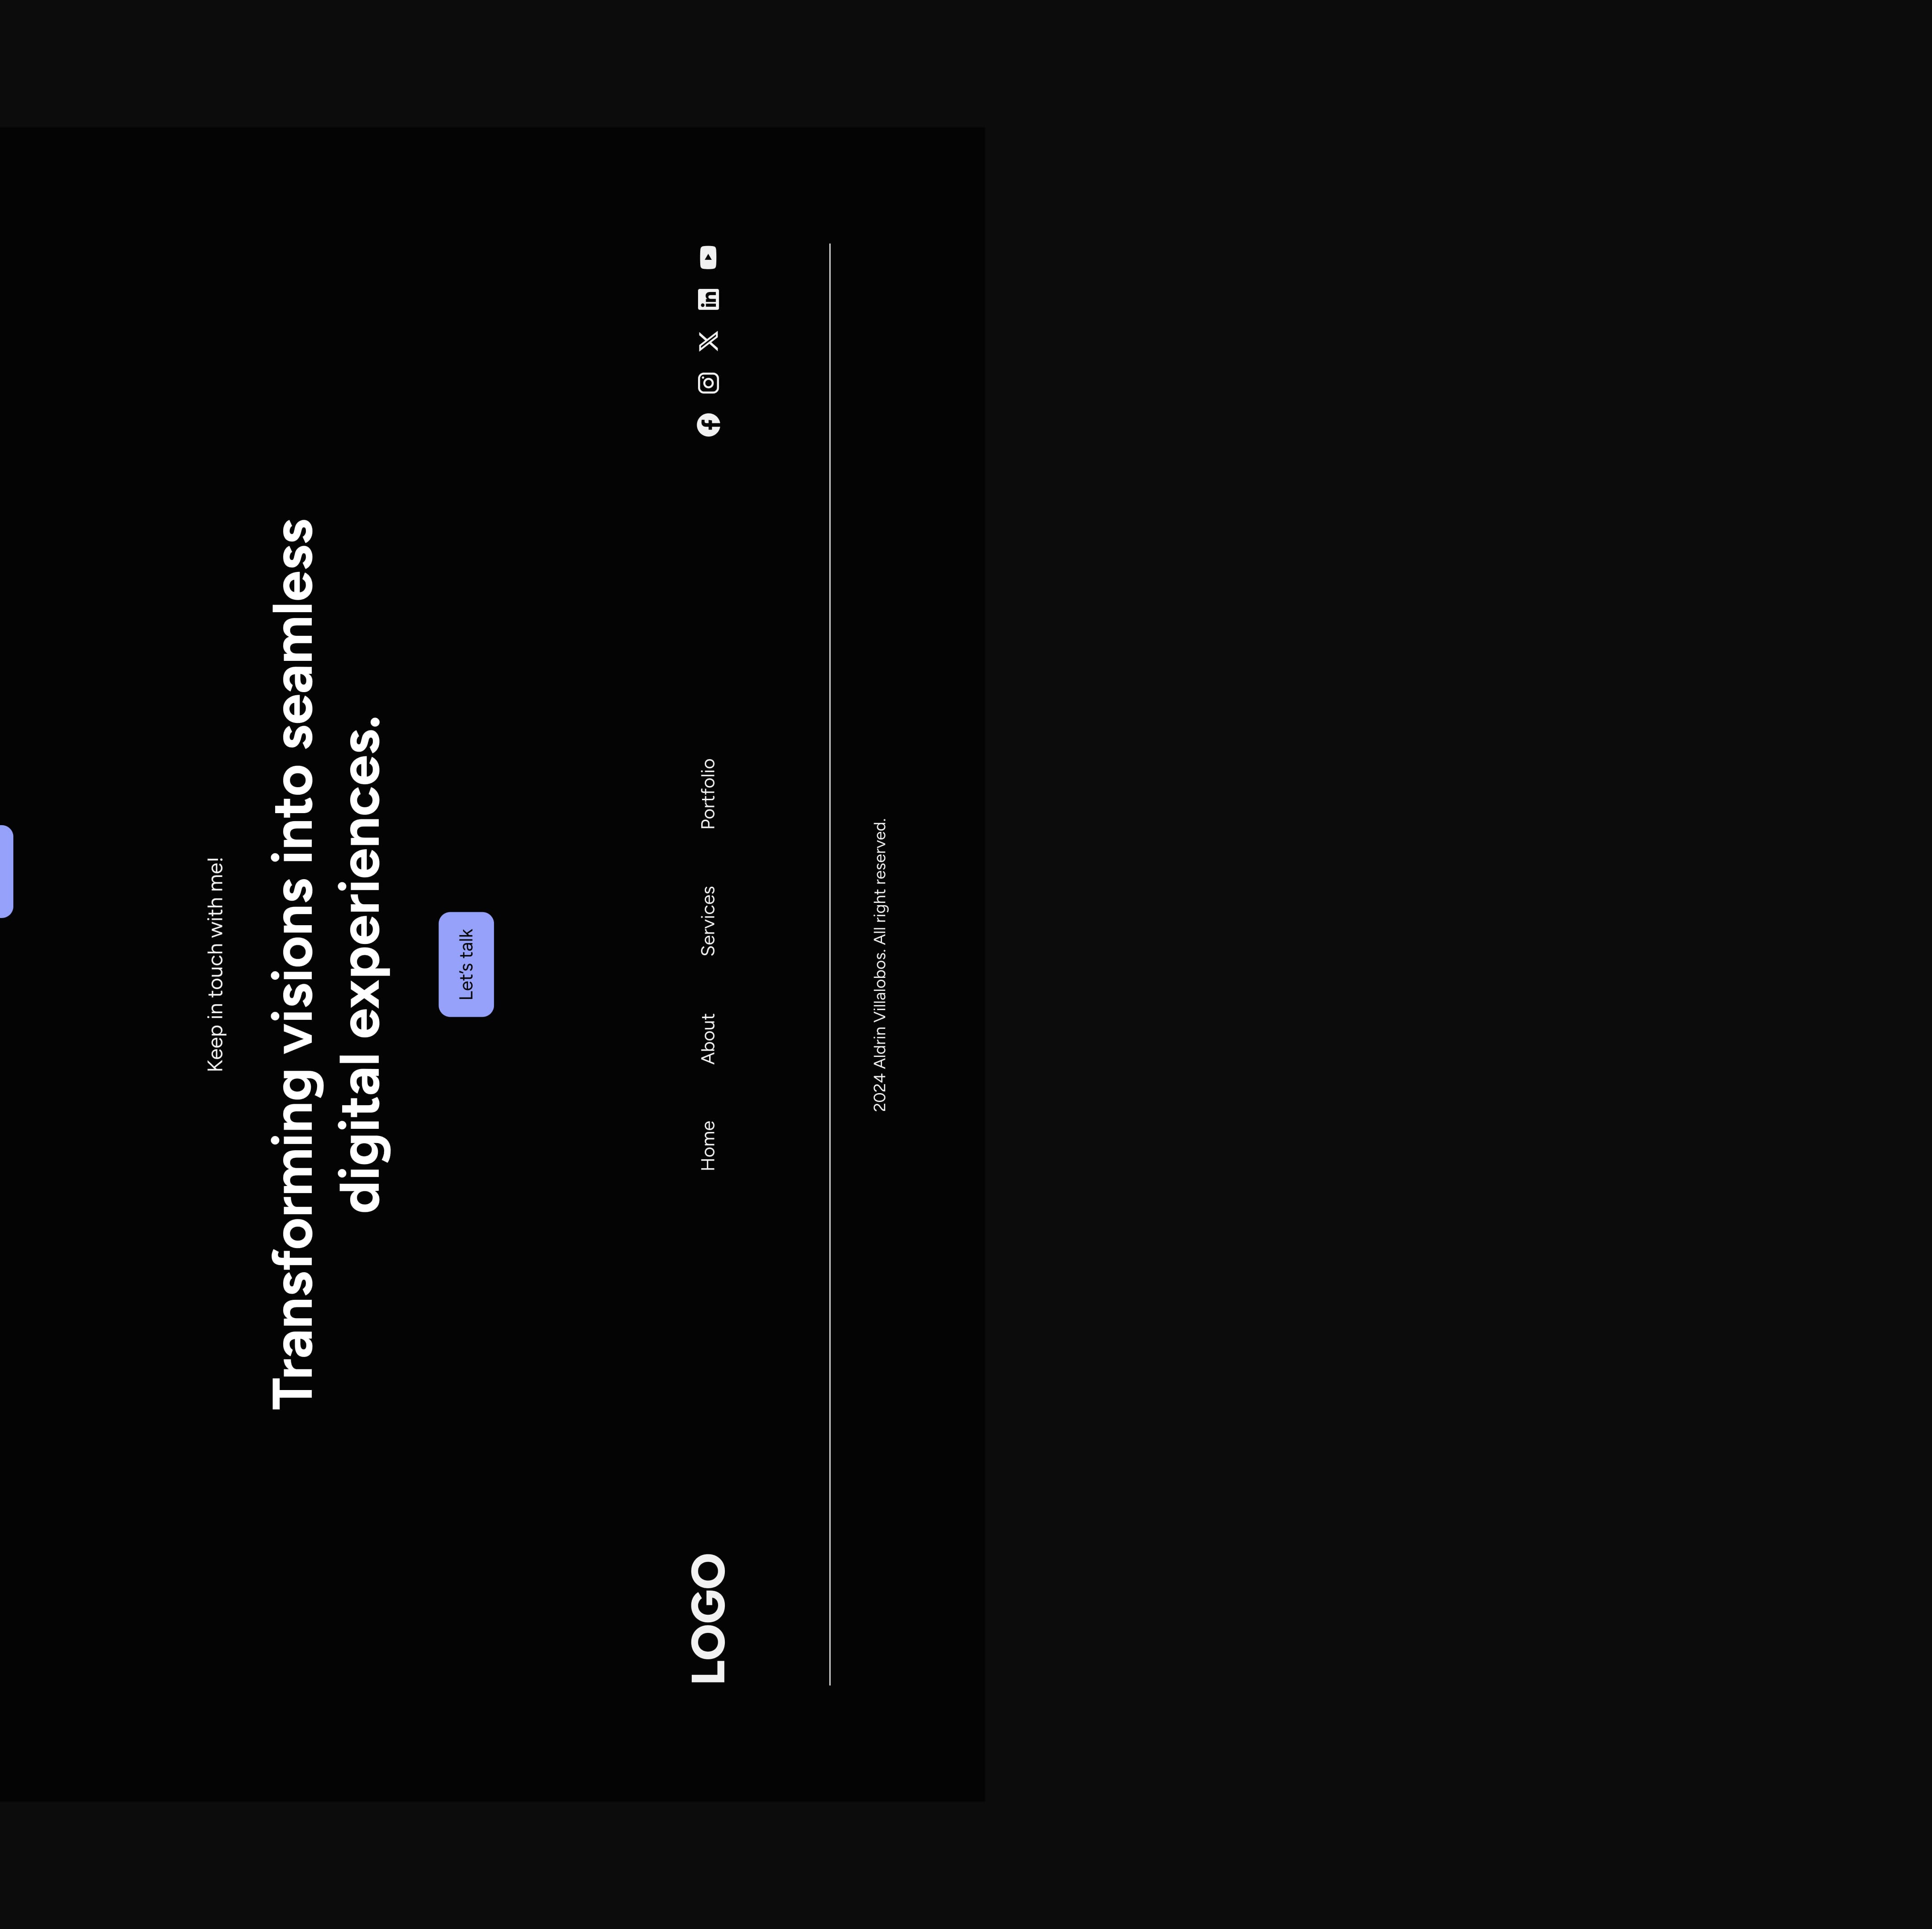 Keep in touch with me!
Transforming visions into seamless
digital experiences.
Let's talk
LOGO
Home
About
Services
Portfolio
2024 Aldrin Villalobos. All right reserved.